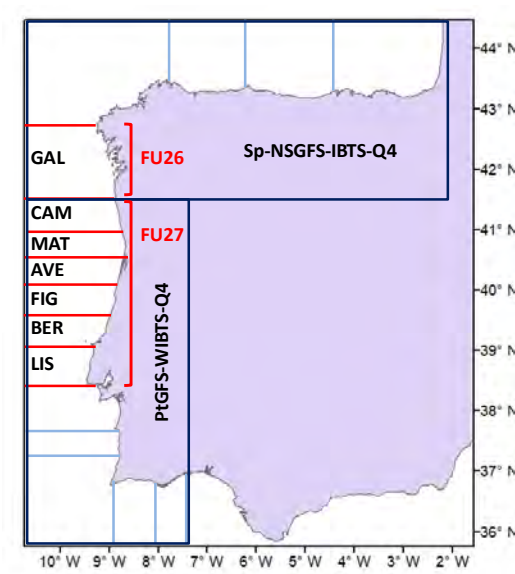 44° N
43° N
GAL
FU26
Sp-NSGFS-IBTS-Q4
42° N
CAM
FU27
41° N
MAT
AVE
PtGFS-WIBTS-Q4
40° N
FIG
BER
39° N
LIS
38° N
37° N
36° N
10° W 9° W 8° W 7° W 6° W 5° W 4° W 3° W 2° W